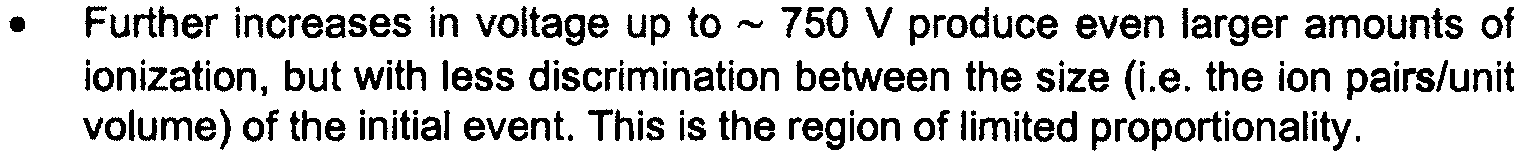 • Further increases in voltage up to ~ 750 V produce even larger amounts of
ionization, but with less discrimination between the size (i.e. the ion pairs/unit
volume) of the initial event. This is the region of limited proportionality.